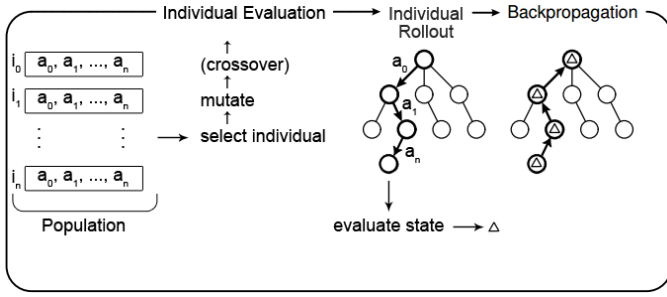 Individual Evaluation → Individual Rollout → Backpropagation
i₀ a₀, a₁, ..., aₙ
i₁ a₀, a₁, ..., aₙ
iₙ a₀, a₁, ..., aₙ
Population
(crossover)
mutate
select individual
a₀
a₁
aₙ
evaluate state → △
△
△
△
△